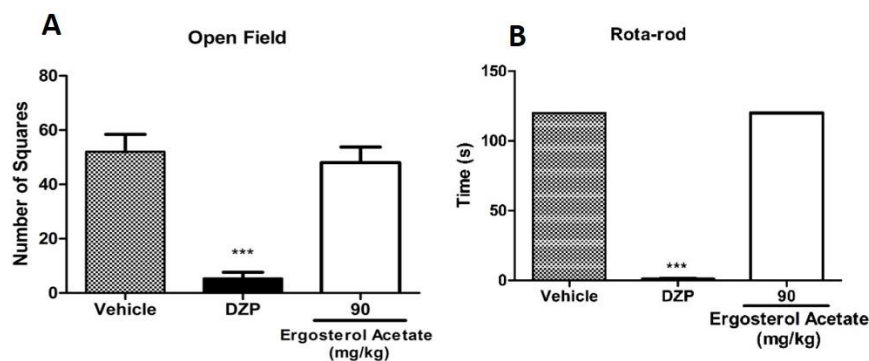 A
Open Field
Number of Squares
80
60
40
20
0
***
Vehicle
DZP
90
Ergosterol Acetate
(mg/kg)
B
Rota-rod
Time (s)
150
100
50
0
***
Vehicle
DZP
90
Ergosterol Acetate
(mg/kg)